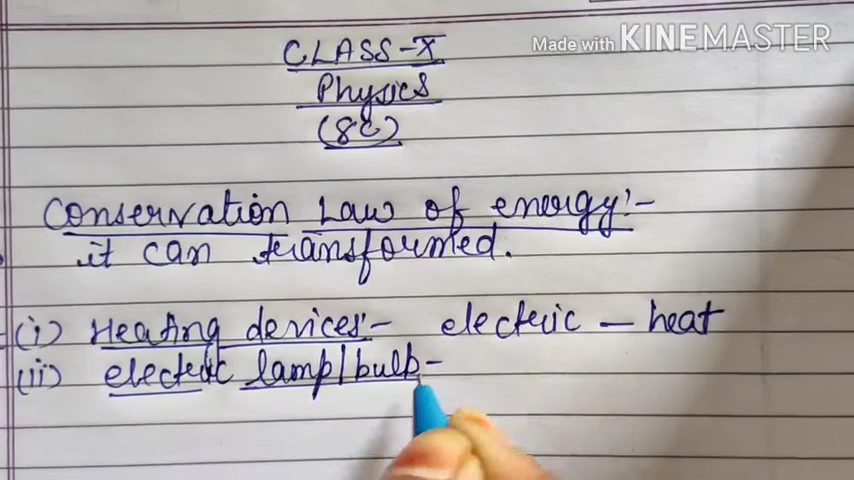 Made with KINEMASTER
CLASS-X
Physics
(8C)
Conservation Law of energy:-
it can transformed.
(i) Heating devices:- electric - heat
(ii) electric lamp/bulb-